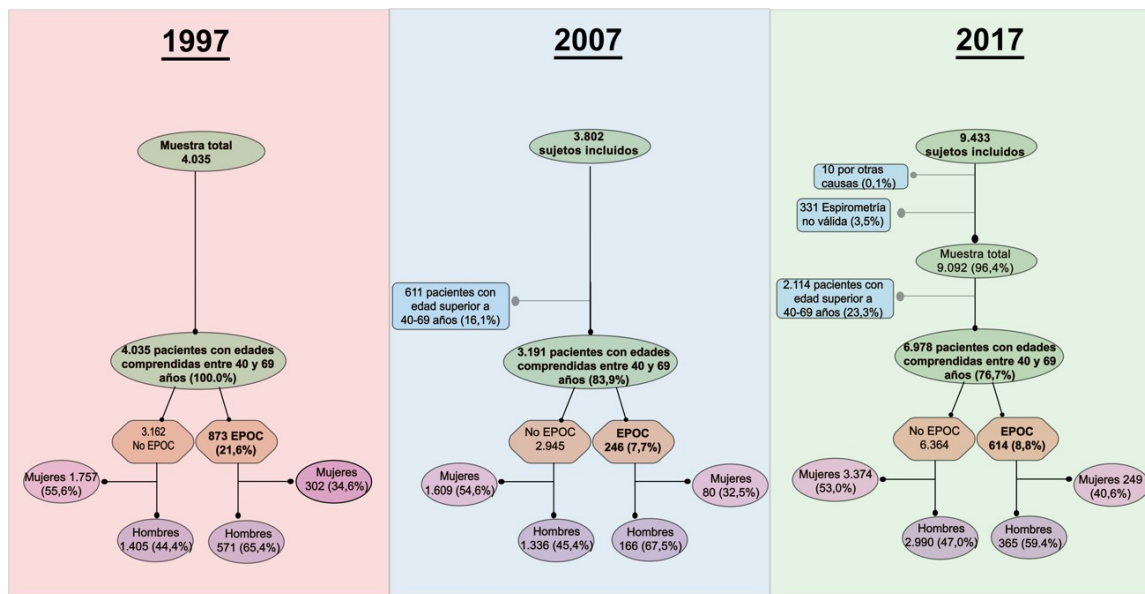 1997
Muestra total
4.035
4.035 pacientes con edades
comprendidas entre 40 y 69
años (100.0%)
3.162
No EPOC
873 EPOC
(21,6%)
Mujeres 1.757
(55,6%)
Mujeres
302 (34,6%)
Hombres
1.405 (44,4%)
Hombres
571 (65,4%)
2007
3.802
sujetos incluidos
611 pacientes con
edad superior a
40-69 años (16,1%)
3.191 pacientes con edades
comprendidas entre 40 y 69
años (83,9%)
No EPOC
2.945
EPOC
246 (7,7%)
Mujeres
1.609 (54,6%)
Mujeres
80 (32,5%)
Hombres
1.336 (45,4%)
Hombres
166 (67,5%)
2017
9.433
sujetos incluidos
10 por otras
causas (0,1%)
331 Espirometría
no válida (3,5%)
Muestra total
9.092 (96,4%)
2.114 pacientes con
edad superior a
40-69 años (23,3%)
6.978 pacientes con edades
comprendidas entre 40 y 69
años (76,7%)
No EPOC
6.364
EPOC
614 (8,8%)
Mujeres 3.374
(53,0%)
Mujeres 249
(40,6%)
Hombres
2.990 (47,0%)
Hombres
365 (59.4%)